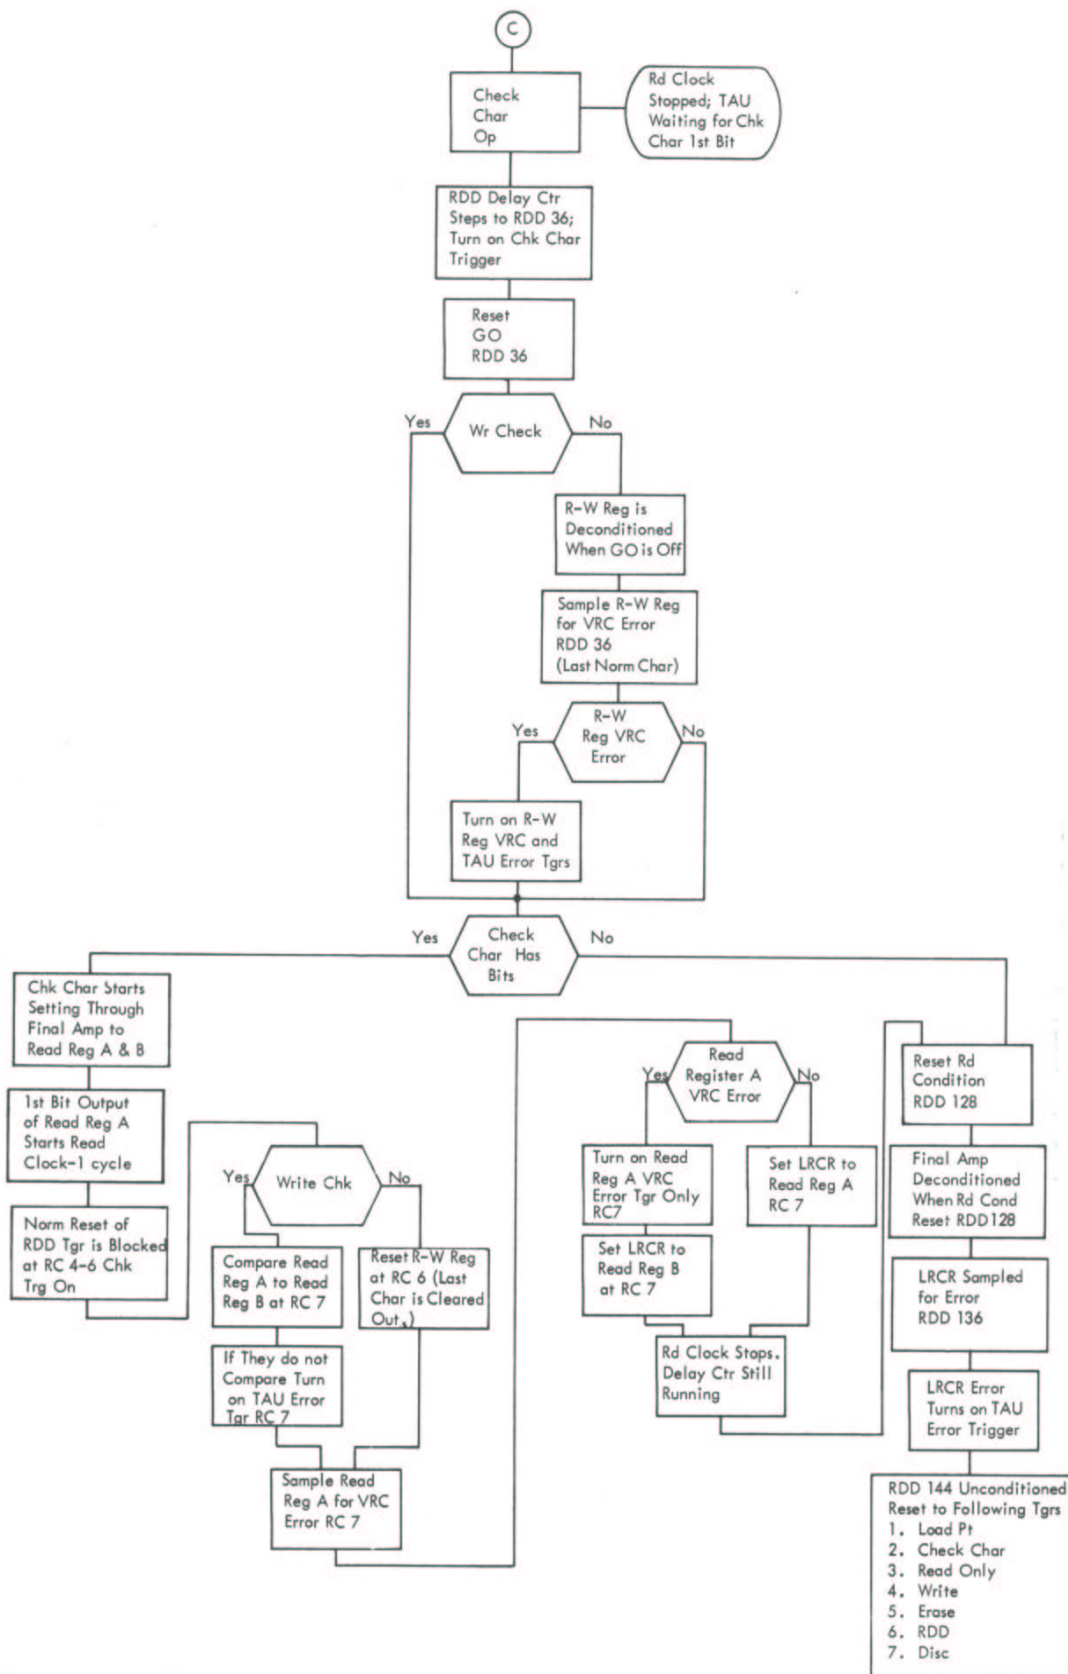 C
Check
Char
Op
Rd Clock
Stopped; TAU
Waiting for Chk
Char 1st Bit
RDD Delay Ctr
Steps to RDD 36;
Turn on Chk Char
Trigger
Reset
GO
RDD 36
Yes
Wr Check
No
R-W Reg is
Deconditioned
When GO is Off
Sample R-W Reg
for VRC Error
RDD 36
(Last Norm Char)
Yes
R-W
Reg VRC
Error
No
Turn on R-W
Reg VRC and
TAU Error Tgrs
Yes
Check
Char Has
Bits
No
Chk Char Starts
Setting Through
Final Amp to
Read Reg A & B
1st Bit Output
of Read Reg A
Starts Read
Clock-1 cycle
Norm Reset of
RDD Tgr is Blocked
at RC 4-6 Chk
Trg On
Yes
Write Chk
No
Compare Read
Reg A to Read
Reg B at RC 7
If They do not
Compare Turn
on TAU Error
Tgr RC 7
Reset R-W Reg
at RC 6 (Last
Char is Cleared
Out.)
Sample Read
Reg A for VRC
Error RC 7
Yes
Read
Register A
VRC Error
No
Turn on Read
Reg A VRC
Error Tgr Only
RC7
Set LRCR to
Read Reg B
at RC 7
Set LRCR to
Read Reg A
RC 7
Rd Clock Stops.
Delay Ctr Still
Running
Reset Rd
Condition
RDD 128
Final Amp
Deconditioned
When Rd Cond
Reset RDD128
LRCR Sampled
for Error
RDD 136
LRCR Error
Turns on TAU
Error Trigger
RDD 144 Unconditioned
Reset to Following Tgrs
1. Load Pt
2. Check Char
3. Read Only
4. Write
5. Erase
6. RDD
7. Disc